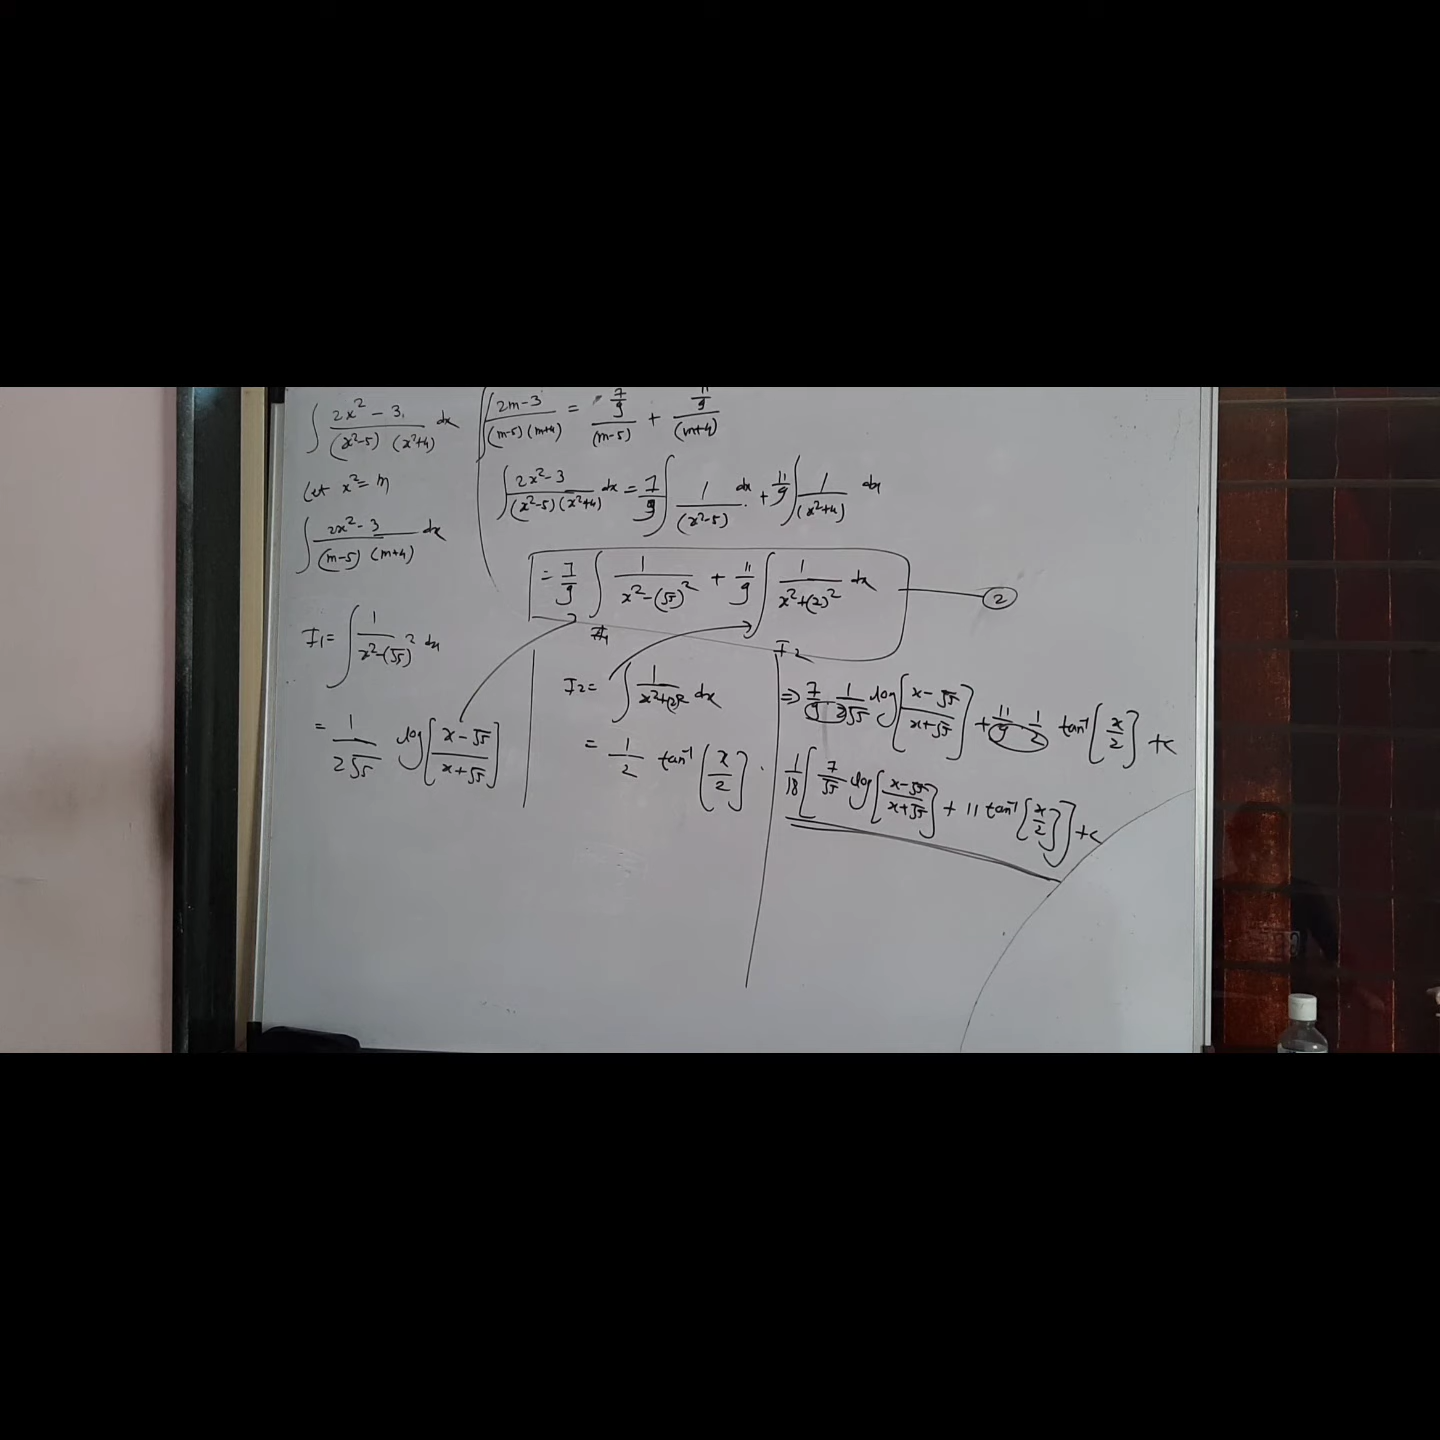 ∫ 2x² - 3 / (x²-5) (x²+4) dx
Let x² = m
∫ 2x² - 3 / (m-5) (m+4) dx
I₁ = ∫ 1 / x²-(√5)² dx
= 1 / 2√5 log [x - √5 / x + √5]
∫ 2m-3 / (m-5) (m+4) = 7/9 / (m-5) + 11/9 / (m+4)
∫ 2x² - 3 / (x²-5) (x²+4) dx = 7/9 ∫ 1 / (x²-5) dx + 11/9 ∫ 1 / (x²+4) dx
= 7/9 ∫ 1 / x² - (√5)² + 11/9 ∫ 1 / x²+(2)² dx
2
I₁
I₂
I₂ = ∫ 1 / x²+(2)² dx
= 1/2 tan⁻¹ [x/2].
⇒ 7/9 1/2√5 log [x - √5 / x+√5] + 11/9 1/2 tan⁻¹ [x/2] + c
1/18 [7/√5 log [x-√5 / x+√5] + 11 tan⁻¹ [x/2]] + c